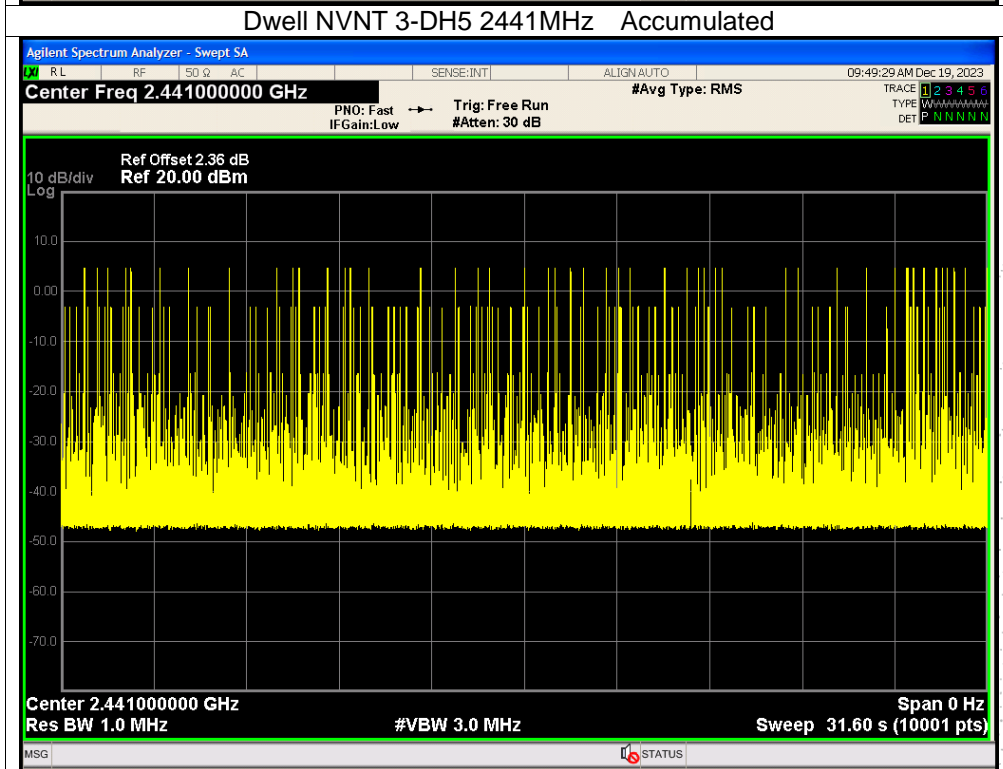 Dwell NVNT 3-DH5 2441MHz Accumulated
Agilent Spectrum Analyzer - Swept SA
LXI RL RF 50 Ω AC SENSE:INT ALIGN AUTO 09:49:29 AM Dec 19, 2023
Center Freq 2.441000000 GHz #Avg Type: RMS TRACE 1 2 3 4 5 6
PNO: Fast Trig: Free Run TYPE WWWWWW
IFGain:Low #Atten: 30 dB DET P N N N N N
Ref Offset 2.36 dB
10 dB/div Ref 20.00 dBm
Log
10.0
0.00
-10.0
-20.0
-30.0
-40.0
-50.0
-60.0
-70.0
Center 2.441000000 GHz Span 0 Hz
Res BW 1.0 MHz #VBW 3.0 MHz Sweep 31.60 s (10001 pts)
MSG STATUS